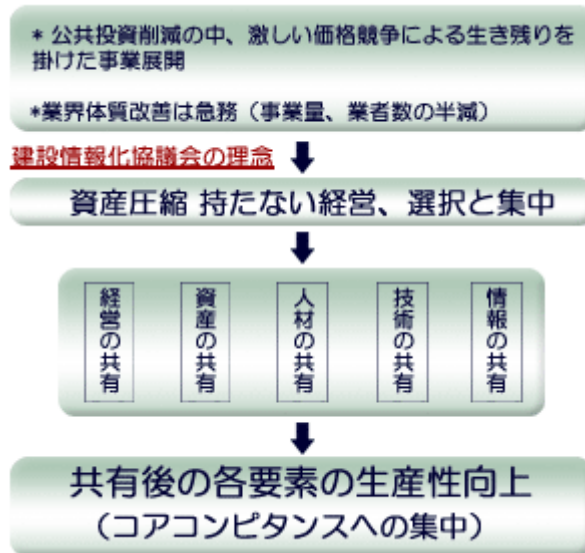 * 公共投資削減の中、激しい価格競争による生き残りを
掛けた事業展開
*業界体質改善は急務（事業量、業者数の半減）
建設情報化協議会の理念
資産圧縮 持たない経営、選択と集中
経営の共有
資産の共有
人材の共有
技術の共有
情報の共有
共有後の各要素の生産性向上
（コアコンピタンスへの集中）